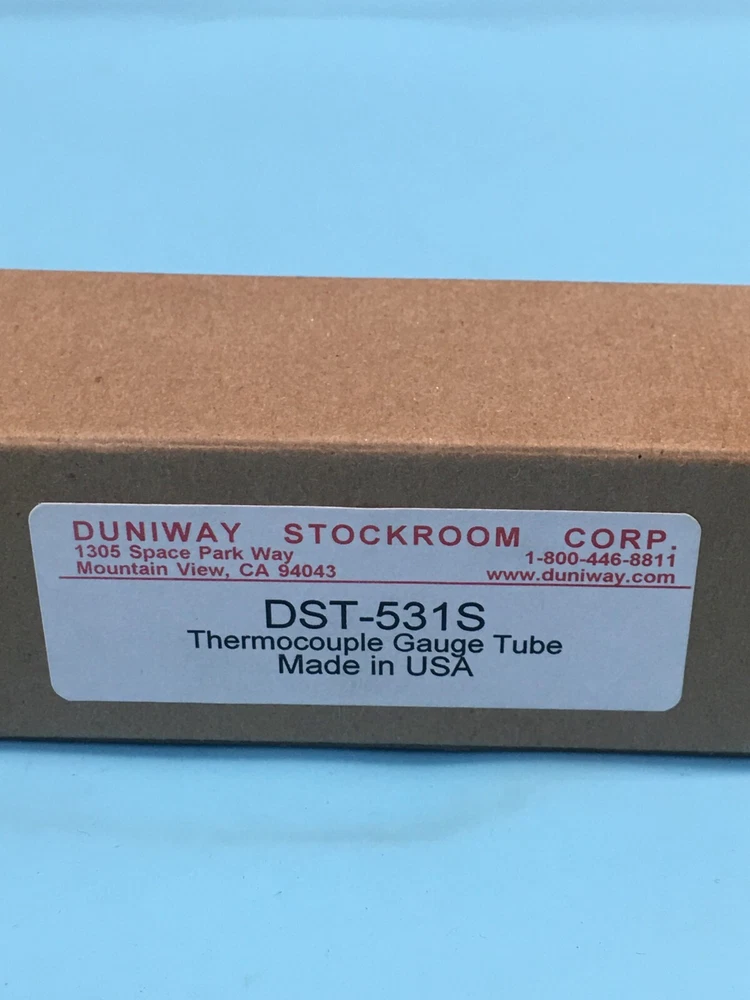 DUNIWAY STOCKROOM CORP.
1305 Space Park Way 1-800-446-8811
Mountain View, CA 94043 www.duniway.com
DST-531S
Thermocouple Gauge Tube
Made in USA